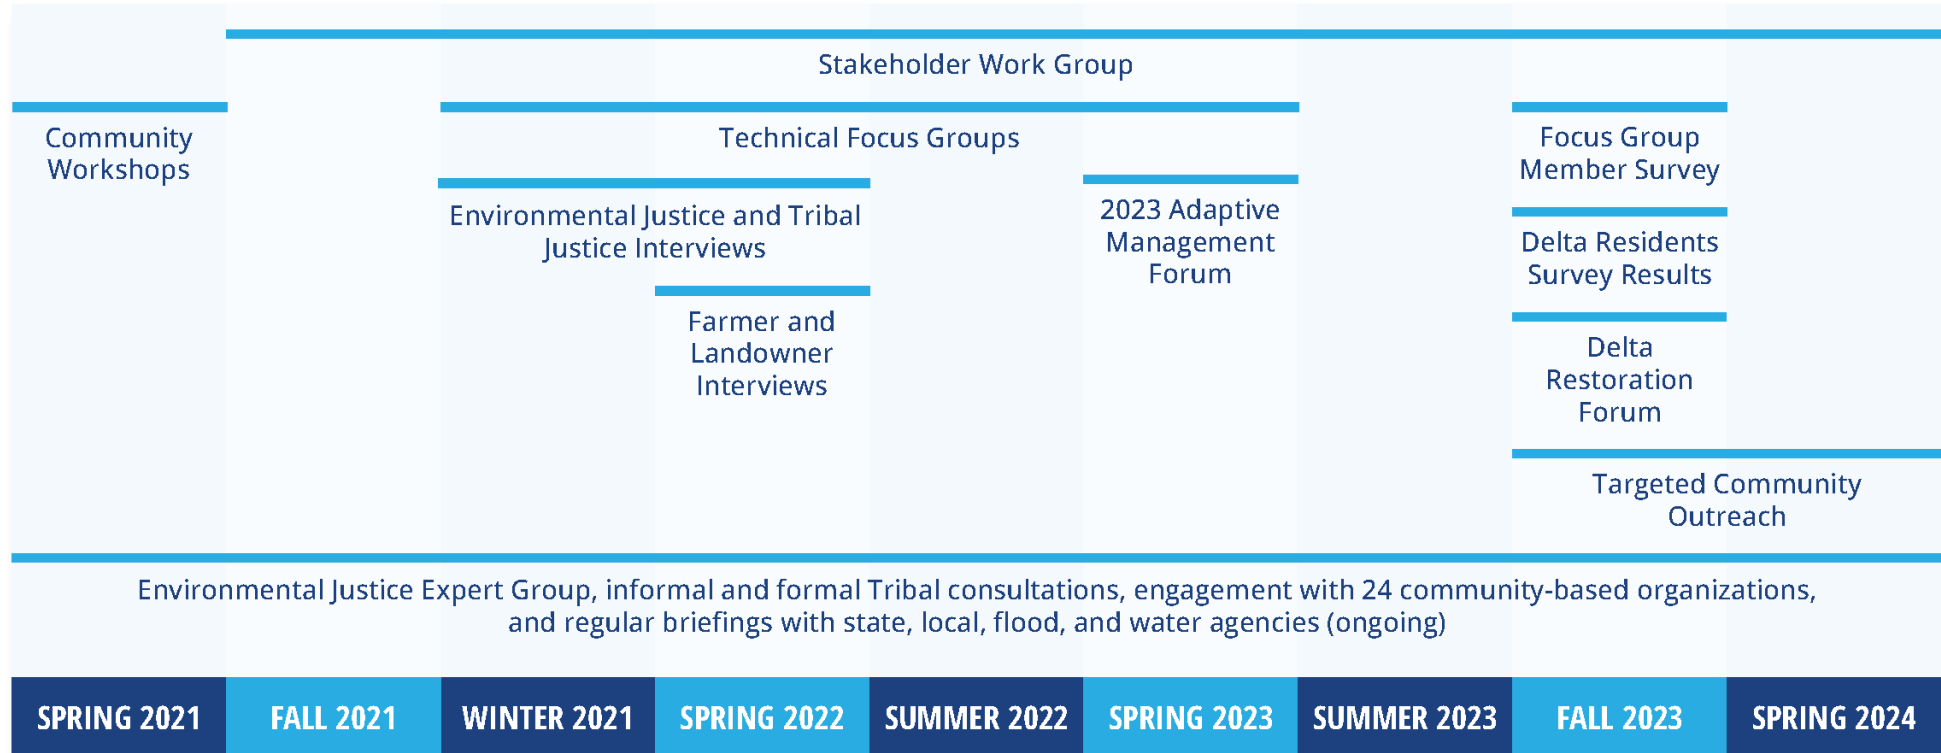 Stakeholder Work Group
Community
Workshops
Technical Focus Groups
Focus Group
Member Survey
Environmental Justice and Tribal
Justice Interviews
2023 Adaptive
Management
Forum
Delta Residents
Survey Results
Farmer and
Landowner
Interviews
Delta
Restoration
Forum
Targeted Community
Outreach
Environmental Justice Expert Group, informal and formal Tribal consultations, engagement with 24 community-based organizations,
and regular briefings with state, local, flood, and water agencies (ongoing)
SPRING 2021
FALL 2021
WINTER 2021
SPRING 2022
SUMMER 2022
SPRING 2023
SUMMER 2023
FALL 2023
SPRING 2024